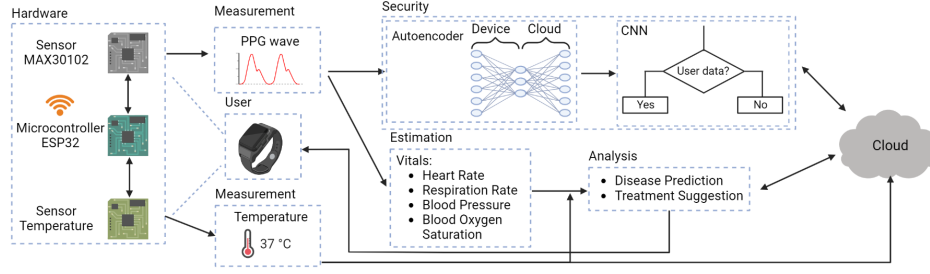 Hardware
Sensor
MAX30102
Microcontroller
ESP32
Sensor
Temperature
Measurement
PPG wave
User
Measurement
Temperature
37 °C
Security
Autoencoder
Device
Cloud
CNN
User data?
Yes
No
Estimation
Vitals:
• Heart Rate
• Respiration Rate
• Blood Pressure
• Blood Oxygen
Saturation
Analysis
• Disease Prediction
• Treatment Suggestion
Cloud